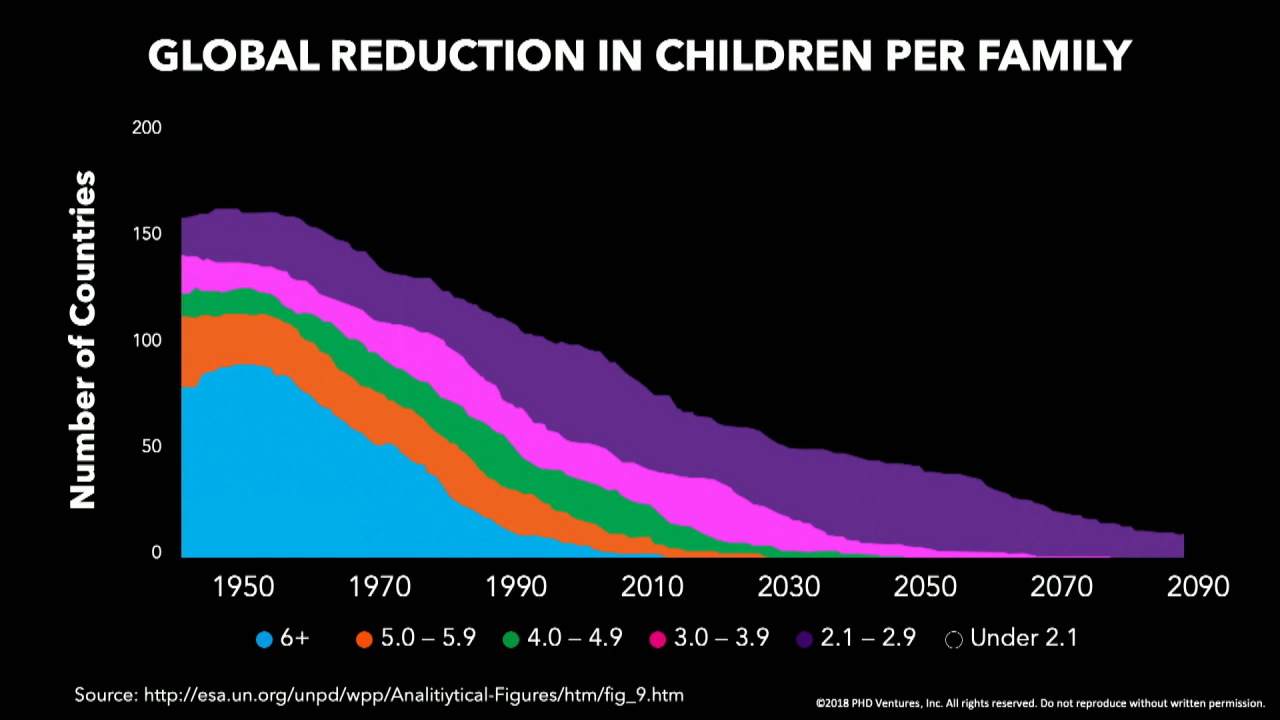 GLOBAL REDUCTION IN CHILDREN PER FAMILY
Number of Countries
200
150
100
50
0
1950 1970 1990 2010 2030 2050 2070 2090
6+ 5.0 – 5.9 4.0 – 4.9 3.0 – 3.9 2.1 – 2.9 Under 2.1
Source: http://esa.un.org/unpd/wpp/Analitiytical-Figures/htm/fig_9.htm
©2018 PHD Ventures, Inc. All rights reserved. Do not reproduce without written permission.